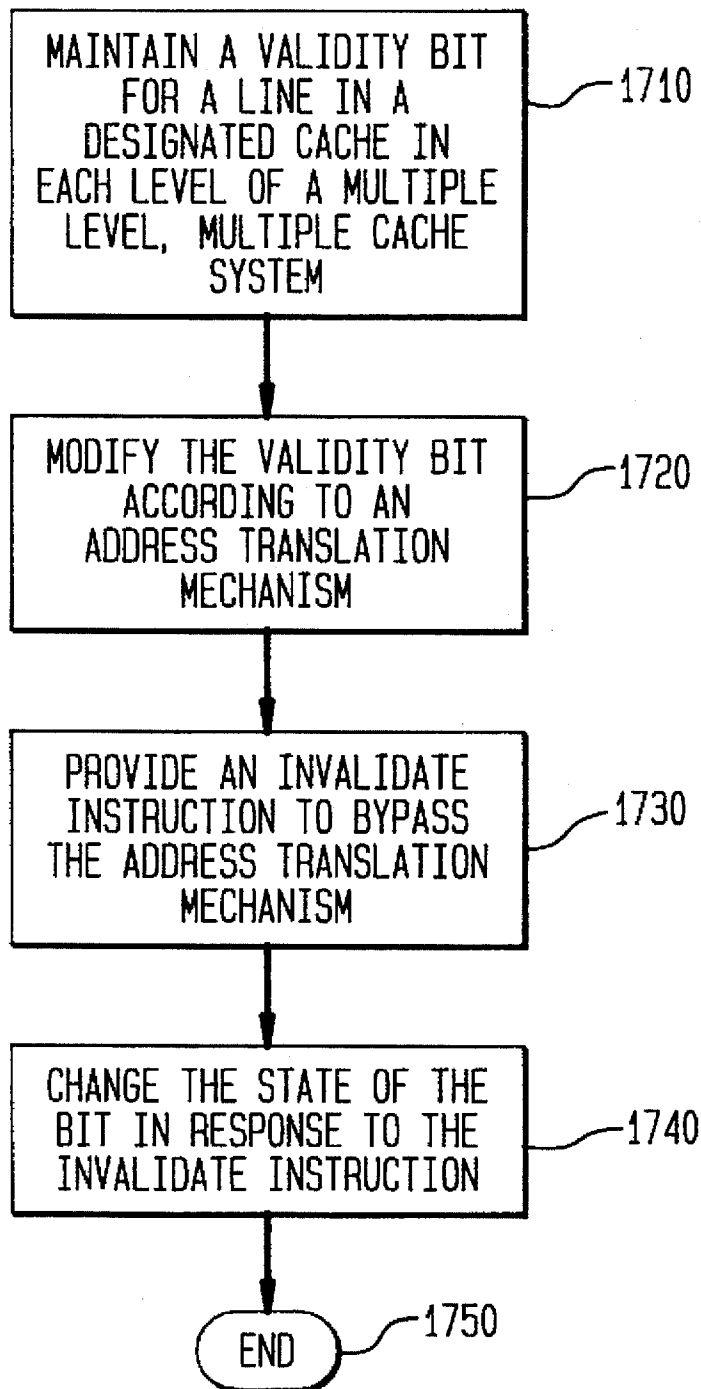 MAINTAIN A VALIDITY BIT
FOR A LINE IN A
DESIGNATED CACHE IN
EACH LEVEL OF A MULTIPLE
LEVEL, MULTIPLE CACHE
SYSTEM
1710
MODIFY THE VALIDITY BIT
ACCORDING TO AN
ADDRESS TRANSLATION
MECHANISM
1720
PROVIDE AN INVALIDATE
INSTRUCTION TO BYPASS
THE ADDRESS TRANSLATION
MECHANISM
1730
CHANGE THE STATE OF THE
BIT IN RESPONSE TO THE
INVALIDATE INSTRUCTION
1740
END
1750